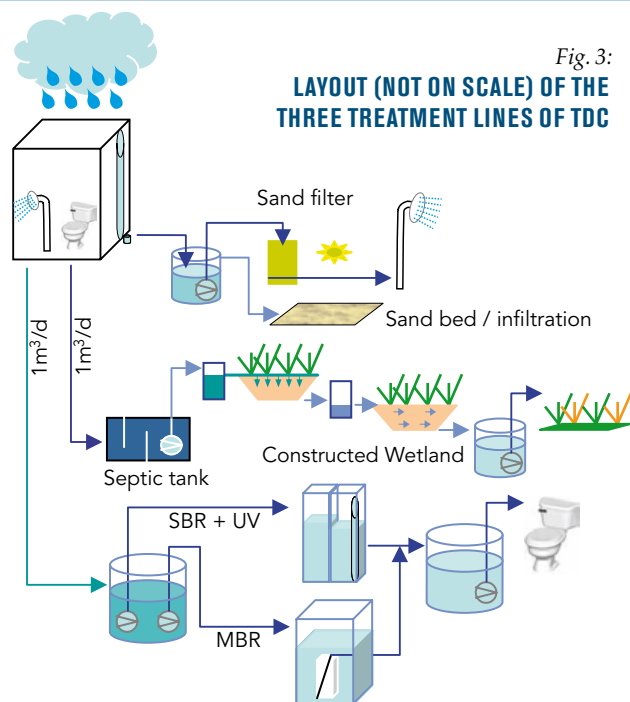 Fig. 3:
LAYOUT (NOT ON SCALE) OF THE
THREE TREATMENT LINES OF TDC
Sand filter
Sand bed / infiltration
1m³/d
1m³/d
Septic tank
Constructed Wetland
SBR + UV
MBR